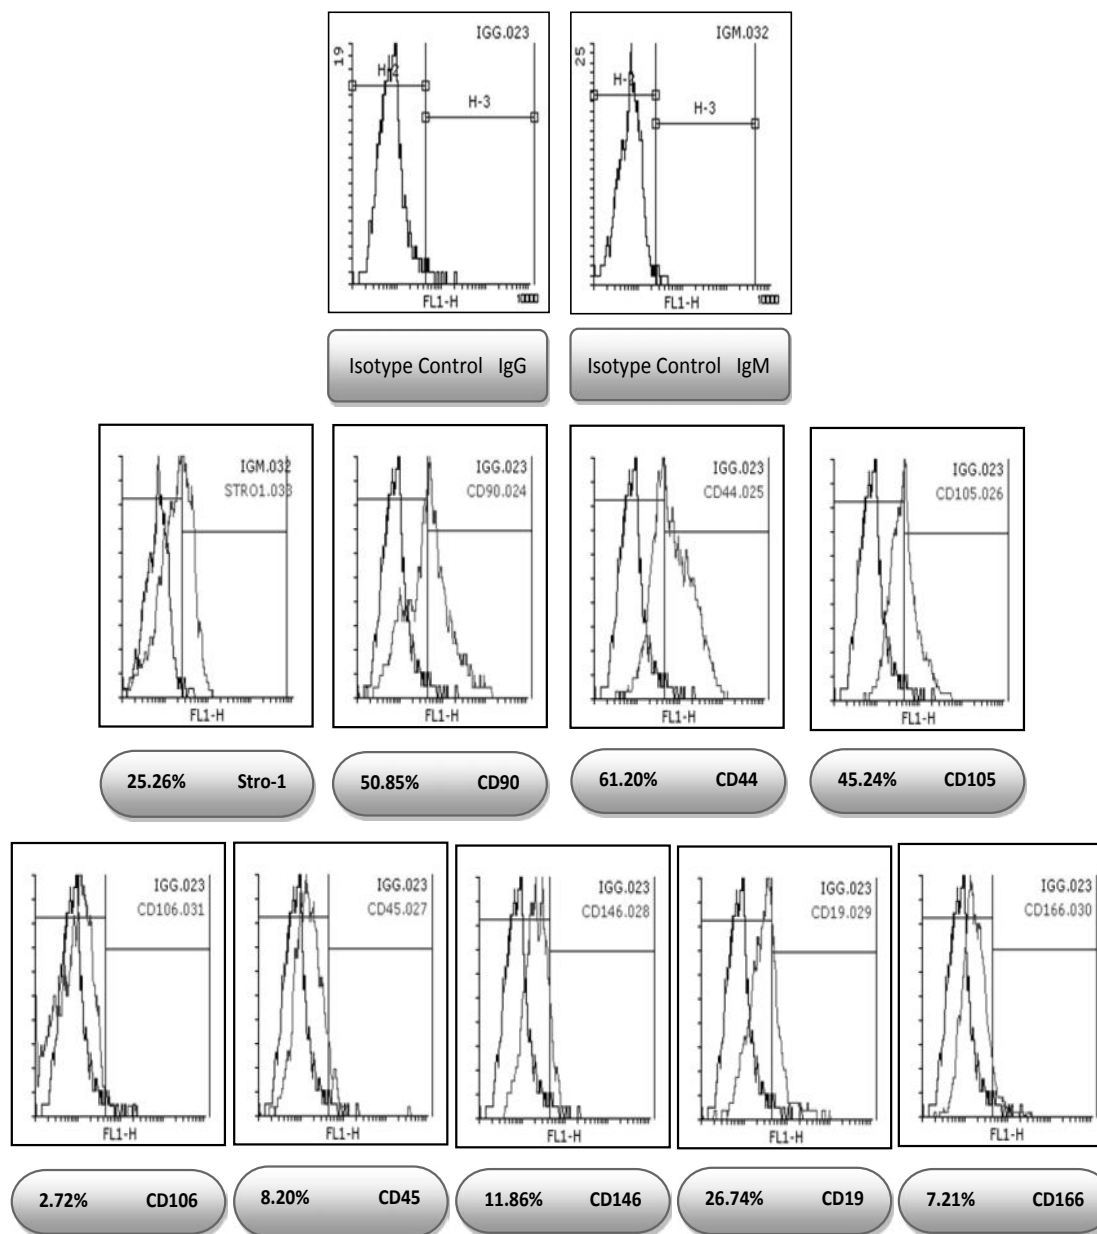 IGG.023
19
H-2
H-3
FL1-H
IGM.032
25
H-3
FL1-H
Isotype Control IgG
Isotype Control IgM
IGM.032
STRO1.033
FL1-H
IGG.023
CD90.024
FL1-H
IGG.023
CD44.025
FL1-H
IGG.023
CD105.026
FL1-H
25.26% Stro-1
50.85% CD90
61.20% CD44
45.24% CD105
IGG.023
CD106.031
FL1-H
IGG.023
CD45.027
FL1-H
IGG.023
CD146.028
FL1-H
IGG.023
CD19.029
FL1-H
IGG.023
CD166.030
FL1-H
2.72% CD106
8.20% CD45
11.86% CD146
26.74% CD19
7.21% CD166